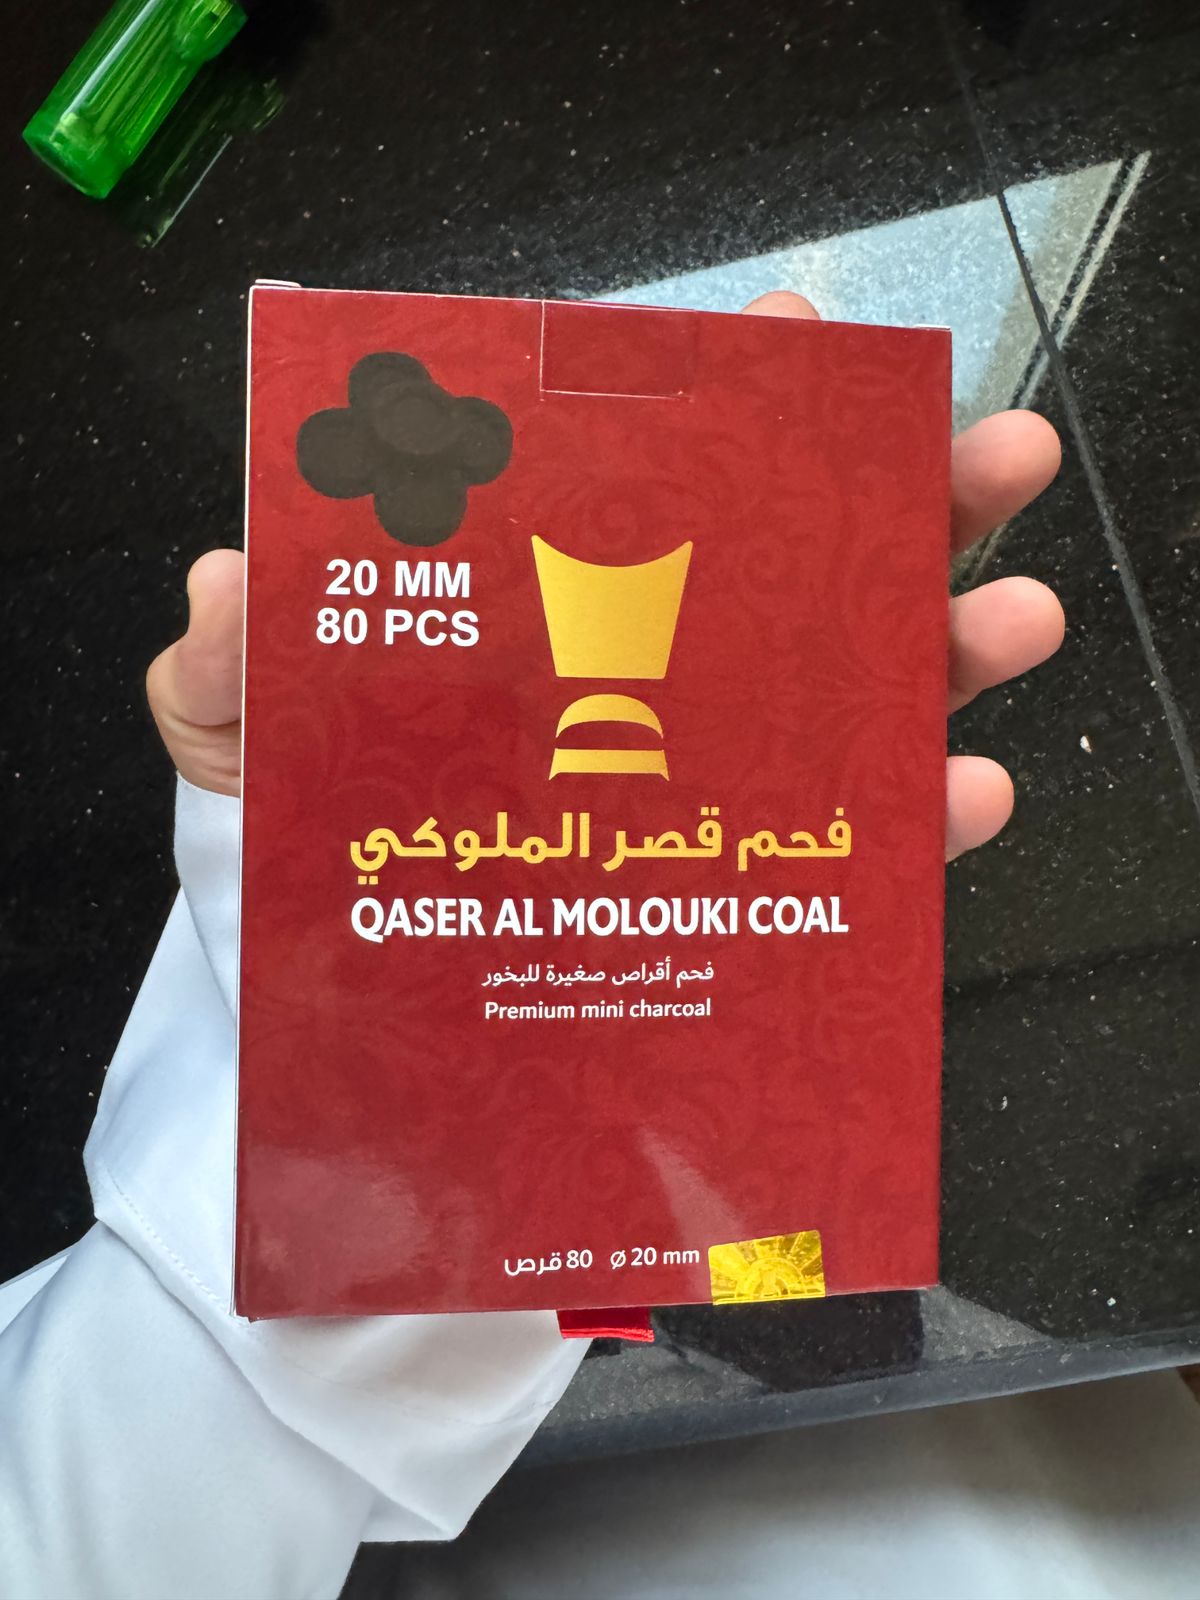 20 MM
80 PCS
فحم قصر الملوكي
QASER AL MOLOUKI COAL
فحم أقراص صغيرة للبخور
Premium mini charcoal
80 قرص ⌀ 20 mm